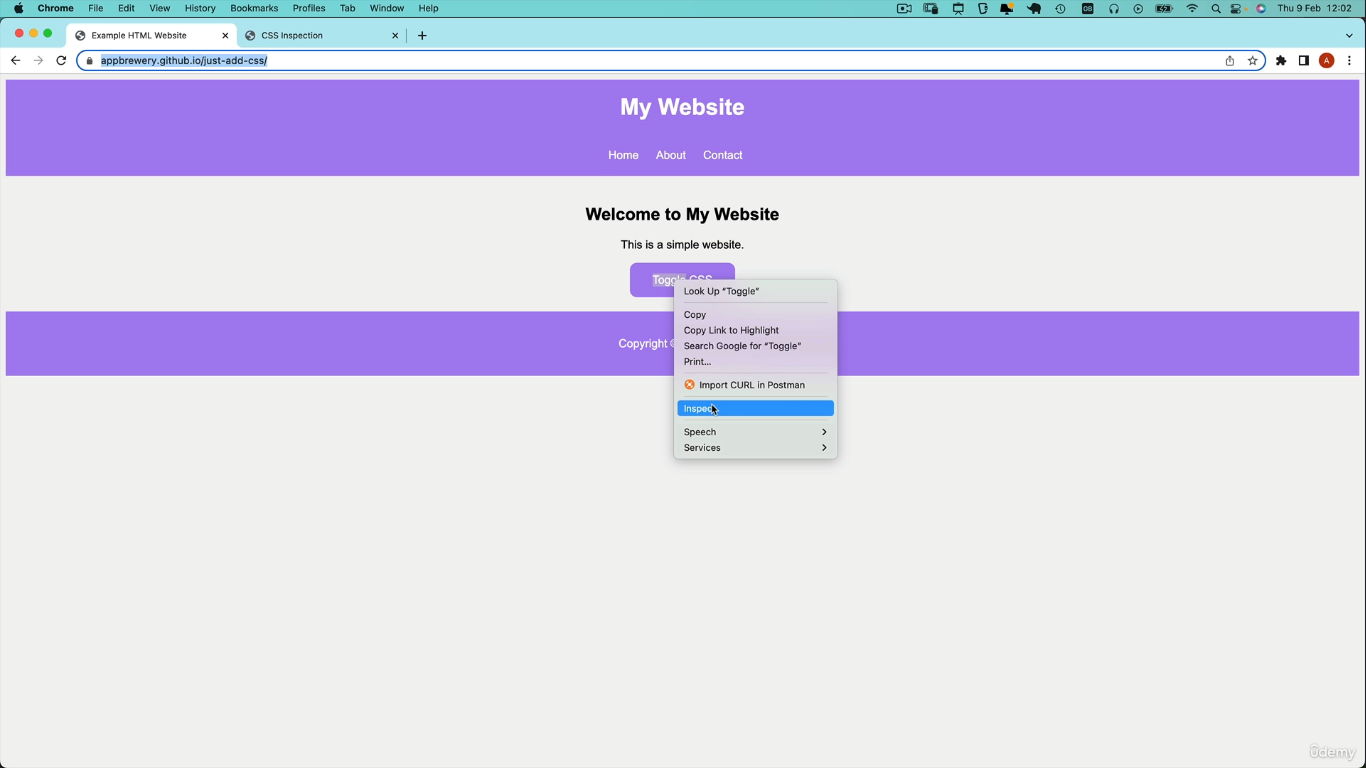 Chrome File Edit View History Bookmarks Profiles Tab Window Help Thu 9 Feb 12:02
Example HTML Website CSS Inspection
appbrewery.github.io/just-add-css/ A
My Website
Home About Contact
Welcome to My Website
This is a simple website.
Toggle CSS
Look Up “Toggle”
Copy
Copy Link to Highlight
Search Google for “Toggle”
Copyright ©
Print...
Import CURL in Postman
Inspect
Speech
Services
ûdemy